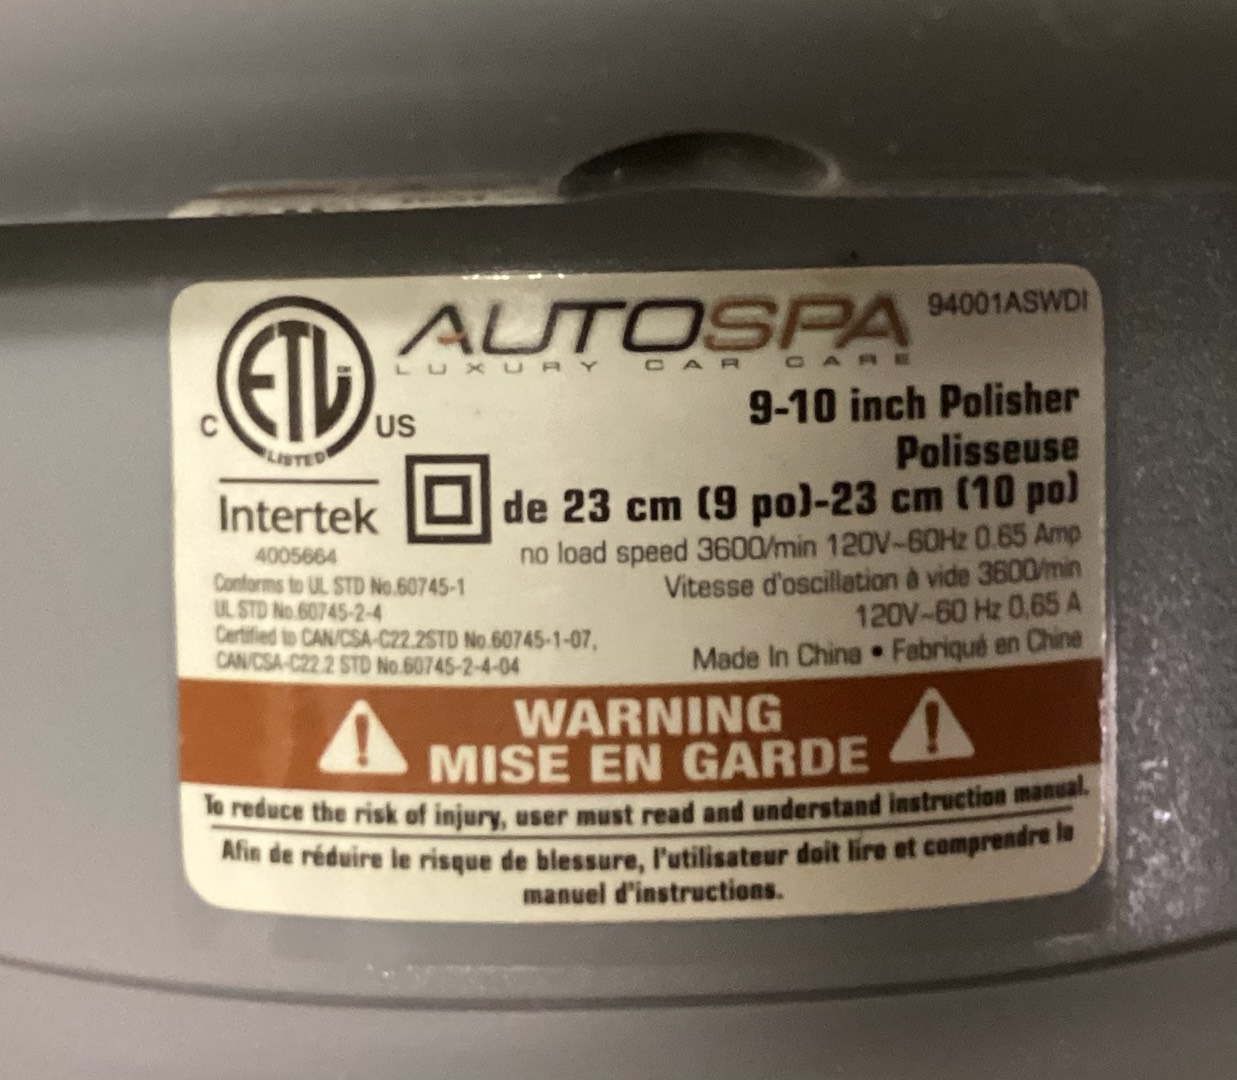 AUTOSPA
LUXURY CAR CARE
94001ASWDI
ETL
CM
LISTED
C US
Intertek
4005664
Conforms to UL STD No.60745-1
UL STD No.60745-2-4
Certified to CAN/CSA-C22.2STD No.60745-1-07,
CAN/CSA-C22.2 STD No.60745-2-4-04
9-10 inch Polisher
Polisseuse
de 23 cm (9 po)-23 cm (10 po)
no load speed 3600/min 120V~60Hz 0.65 Amp
Vitesse d'oscillation à vide 3600/min
120V~60 Hz 0,65 A
Made In China • Fabriqué en Chine
WARNING
MISE EN GARDE
To reduce the risk of injury, user must read and understand instruction manual.
Afin de réduire le risque de blessure, l'utilisateur doit lire et comprendre le
manuel d'instructions.